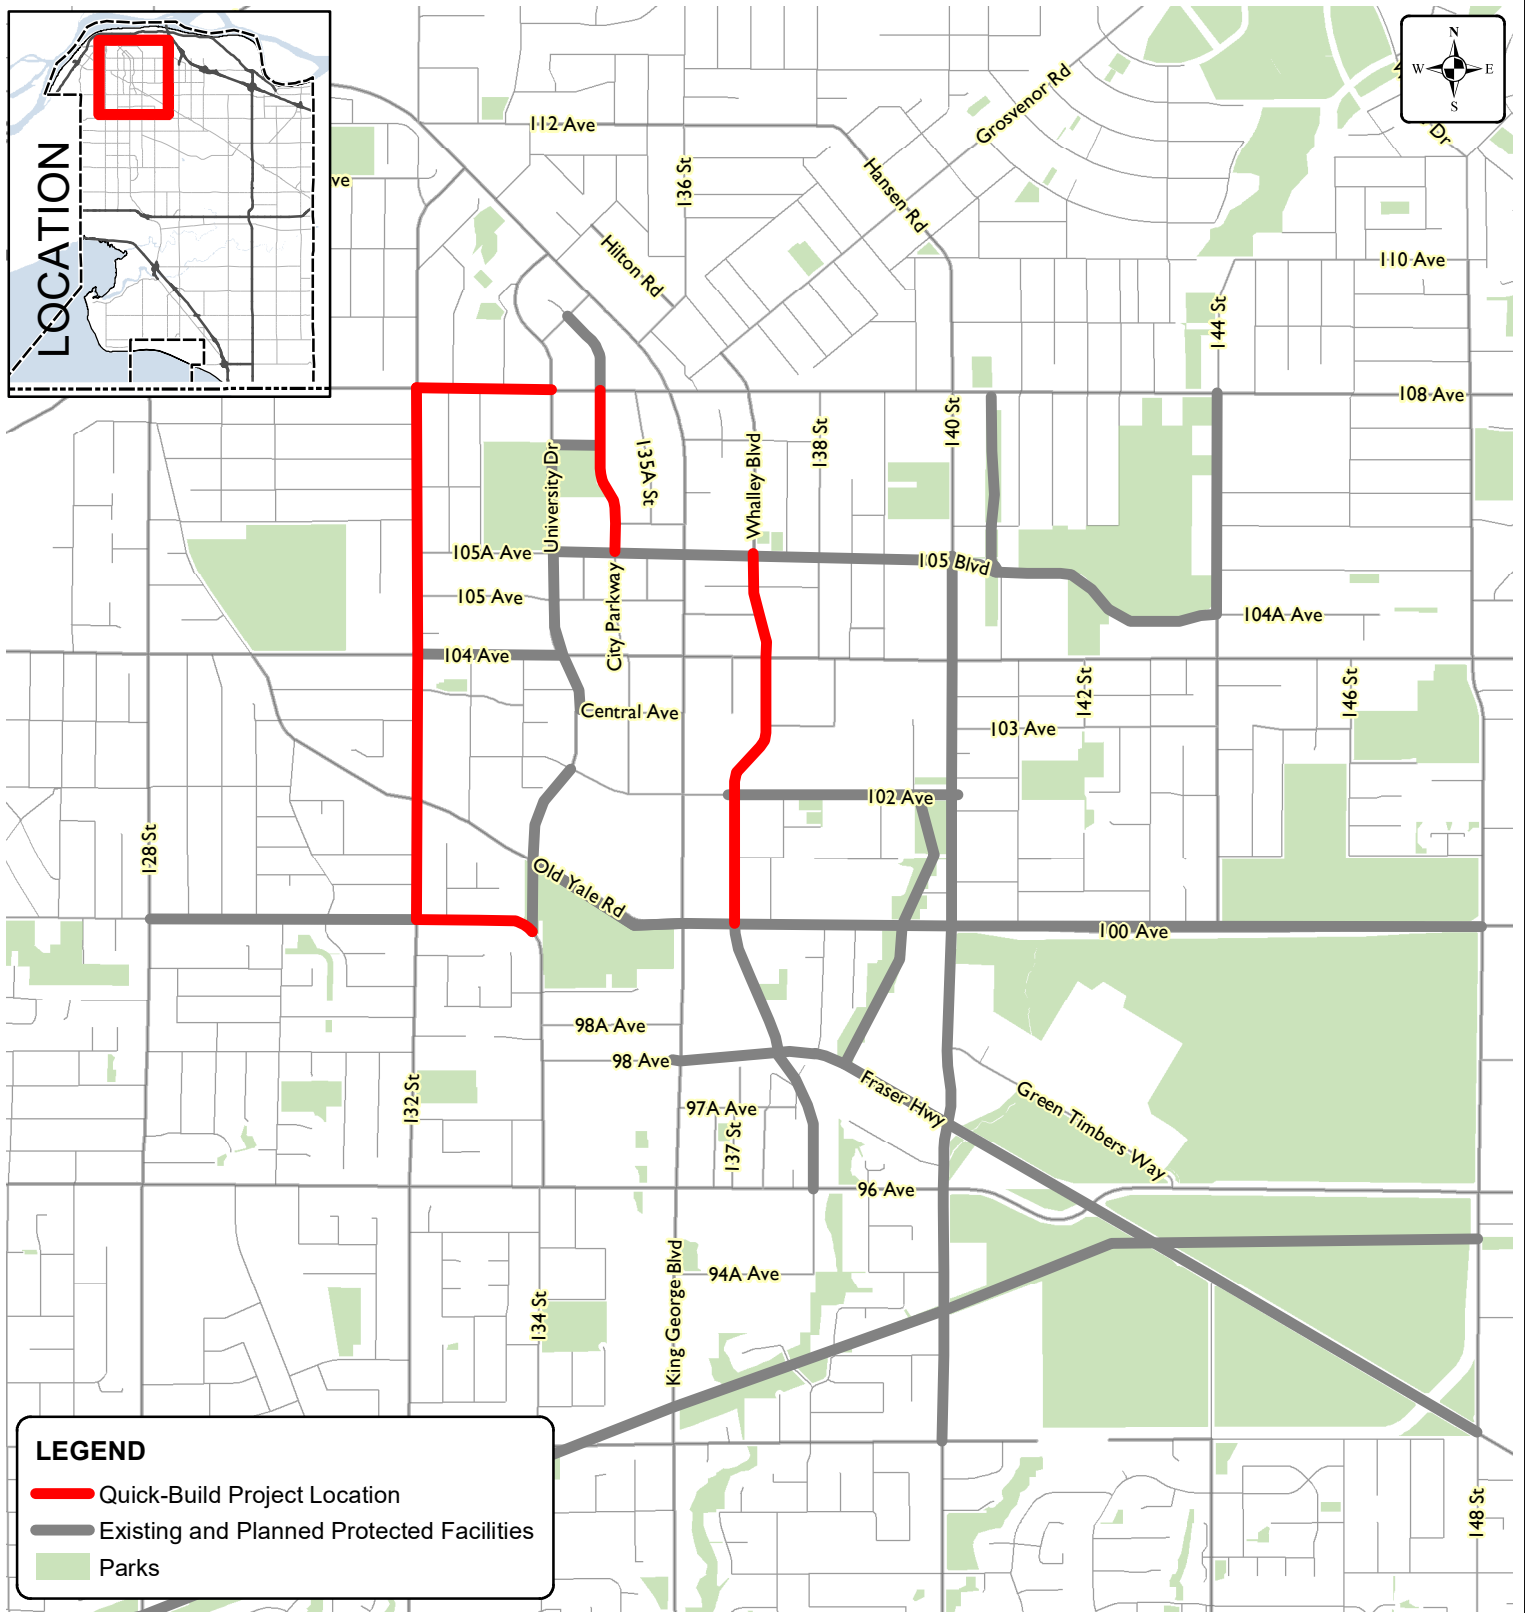 LOCATION
N
W
E
S
112 Ave
Grosvenor Rd
Dr
136 St
Hansen Rd
ve
Hilton Rd
110 Ave
144 St
108 Ave
140 St
138 St
Whalley Blvd
135A St
University Dr
105A Ave
105 Blvd
105 Ave
City Parkway
104A Ave
104 Ave
142 St
146 St
Central Ave
103 Ave
102 Ave
128 St
Old Yale Rd
100 Ave
98A Ave
98 Ave
132 St
Fraser Hwy
Green Timbers Way
97A Ave
137 St
96 Ave
King George Blvd
94A Ave
134 St
148 St
LEGEND
Quick-Build Project Location
Existing and Planned Protected Facilities
Parks